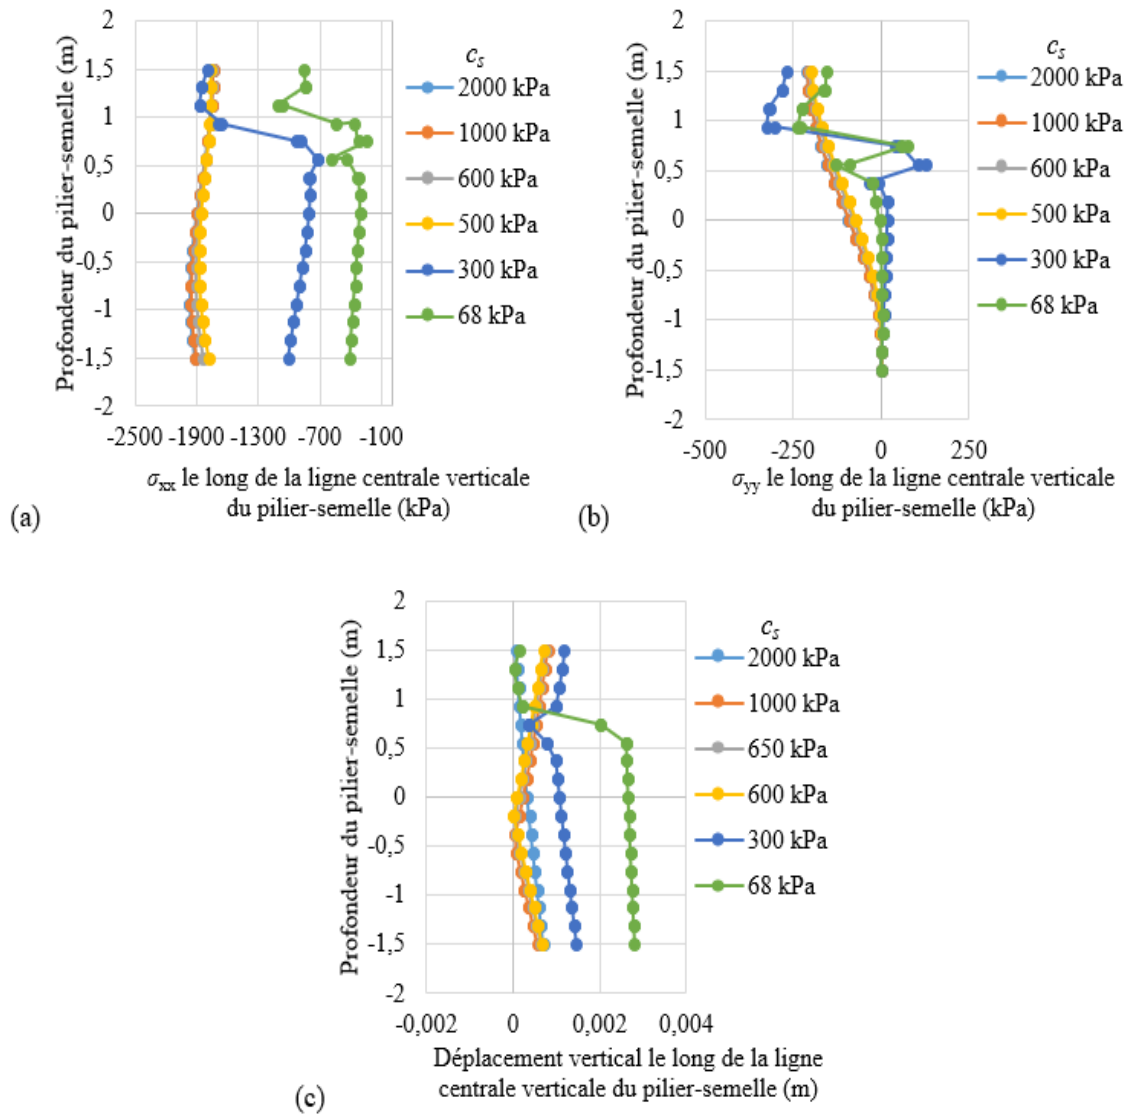 2
1,5
1
0,5
0
-0,5
-1
-1,5
-2
Profondeur du pilier-semelle (m)
-2500 -1900 -1300 -700 -100
σxx le long de la ligne centrale verticale
du pilier-semelle (kPa)
cs
2000 kPa
1000 kPa
600 kPa
500 kPa
300 kPa
68 kPa
(a)
2
1,5
1
0,5
0
-0,5
-1
-1,5
-2
Profondeur du pilier-semelle (m)
-500 -250 0 250
σyy le long de la ligne centrale verticale
du pilier-semelle (kPa)
cs
2000 kPa
1000 kPa
600 kPa
500 kPa
300 kPa
68 kPa
(b)
2
1,5
1
0,5
0
-0,5
-1
-1,5
-2
Profondeur du pilier-semelle (m)
-0,002 0 0,002 0,004
Déplacement vertical le long de la ligne
centrale verticale du pilier-semelle (m)
cs
2000 kPa
1000 kPa
650 kPa
600 kPa
300 kPa
68 kPa
(c)